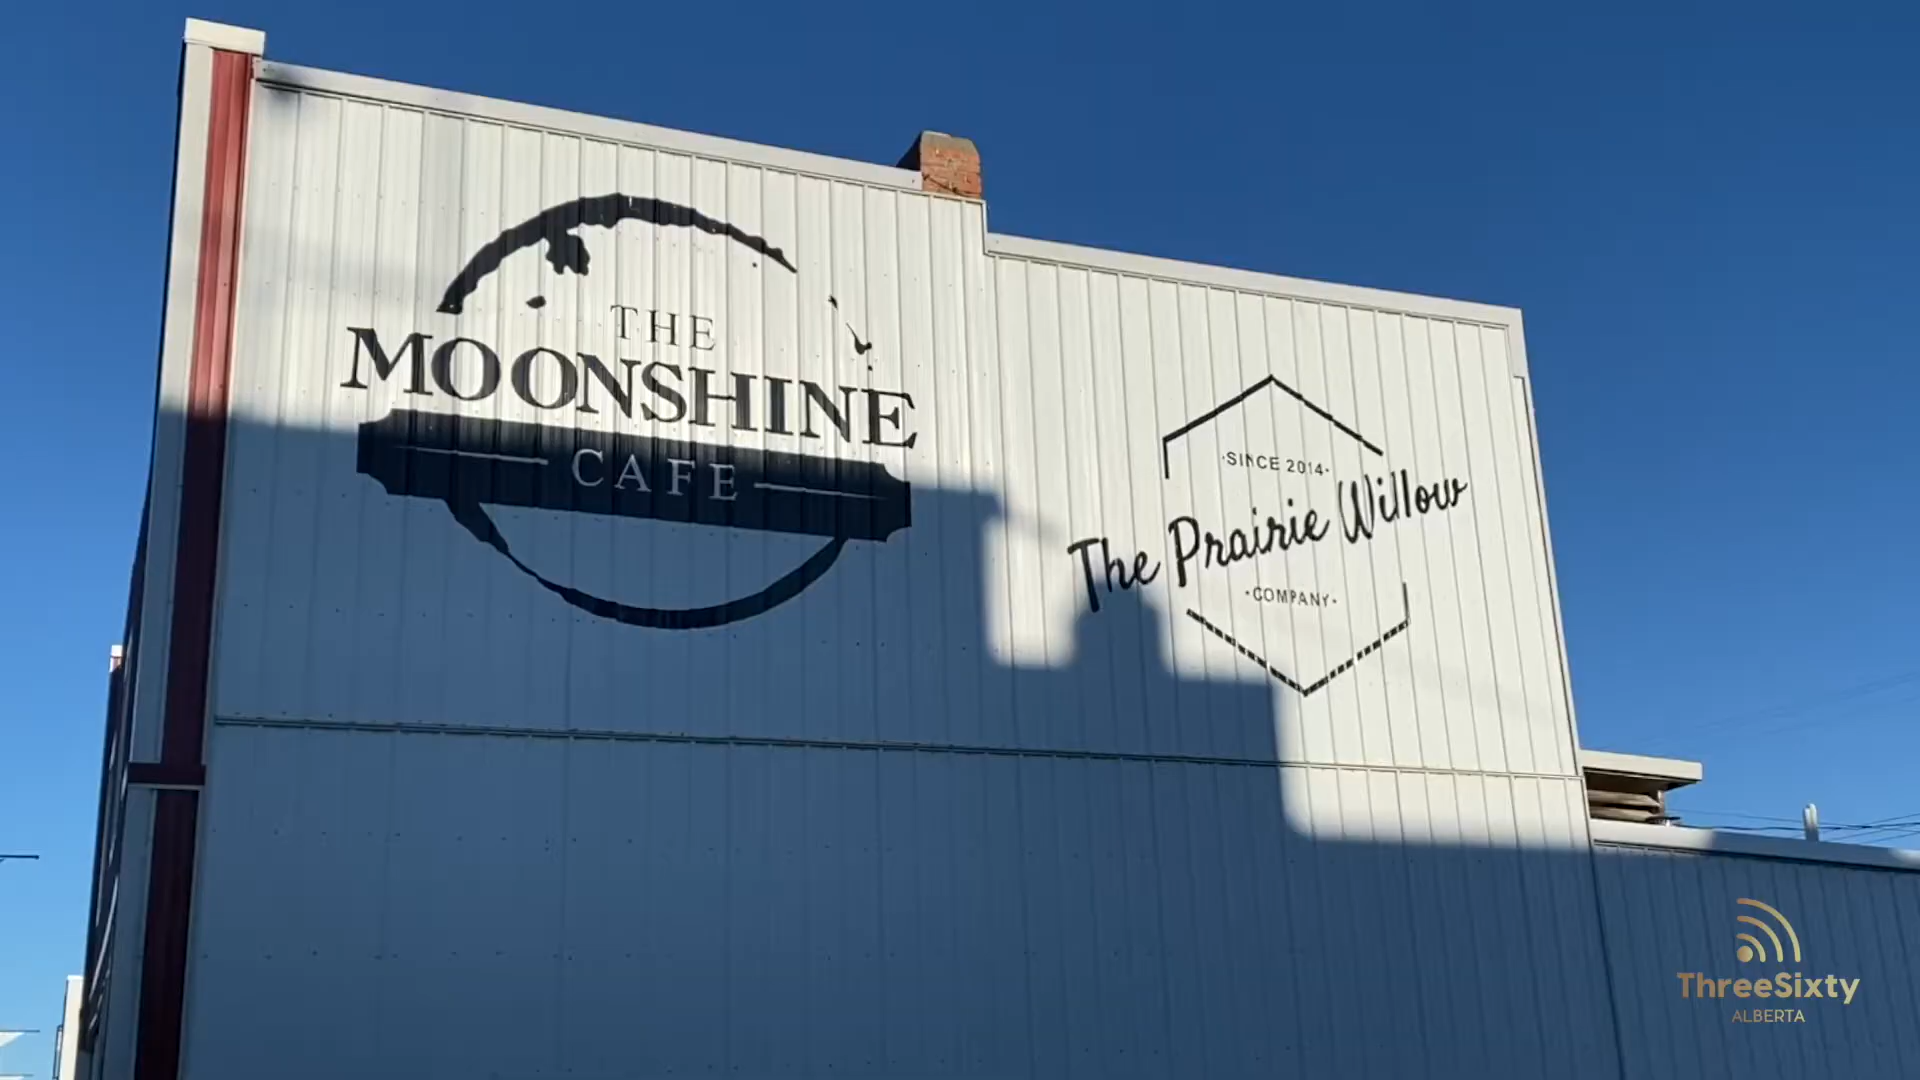 THE
MOONSHINE
CAFE
·SINCE 2014·
The Prairie Willow
·COMPANY·
ThreeSixty
ALBERTA